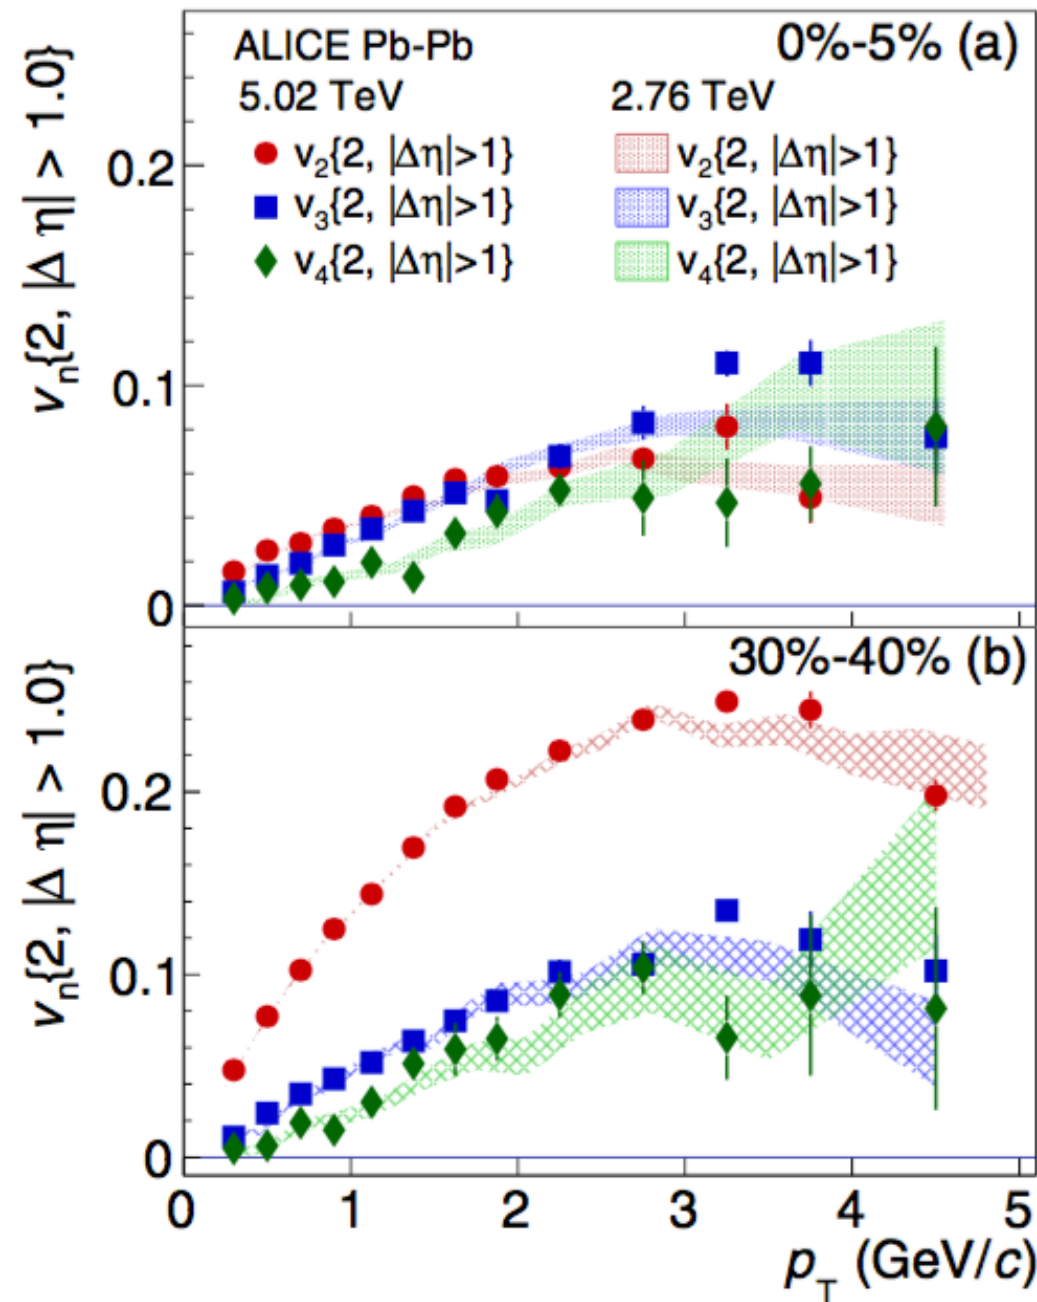 ALICE Pb-Pb
0%-5% (a)
5.02 TeV
2.76 TeV
v₂{2, |Δη|>1}
v₂{2, |Δη|>1}
v₃{2, |Δη|>1}
v₃{2, |Δη|>1}
v₄{2, |Δη|>1}
v₄{2, |Δη|>1}
vₙ{2, |Δ η| > 1.0}
0.2
0.1
0
30%-40% (b)
vₙ{2, |Δ η| > 1.0}
0.2
0.1
0
0 1 2 3 4 5
p_T (GeV/c)